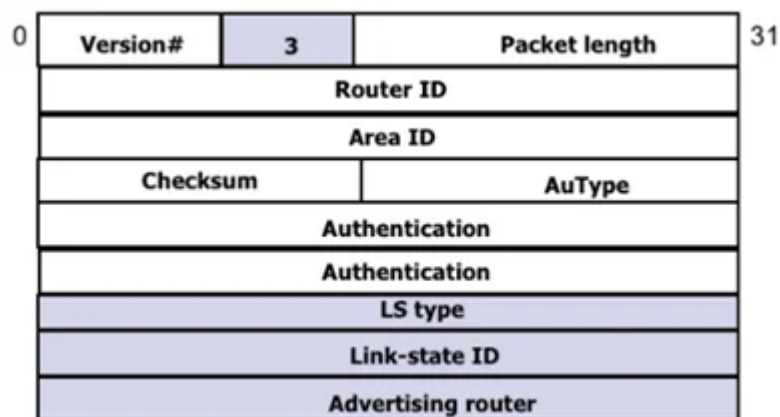 0 Version# 3 Packet length 31
Router ID
Area ID
Checksum AuType
Authentication
Authentication
LS type
Link-state ID
Advertising router